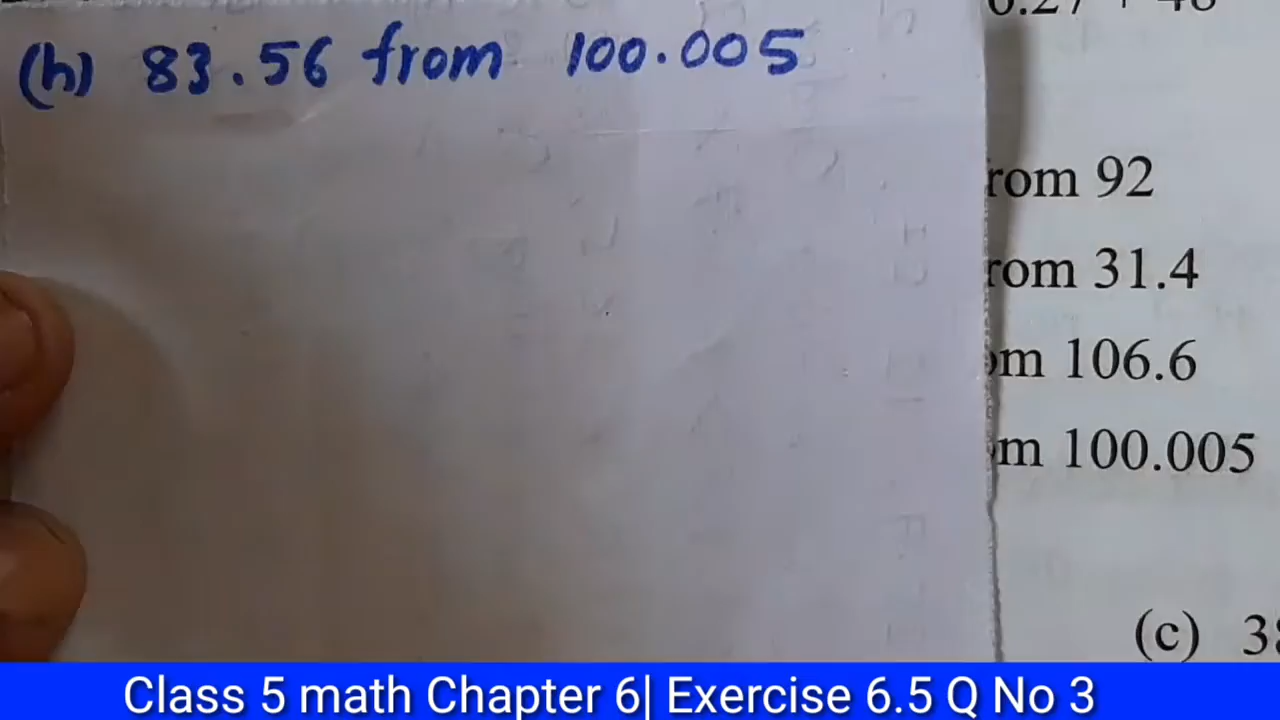 (h) 83.56 from 100.005
rom 92
rom 31.4
m 106.6
m 100.005
(c) 38
Class 5 math Chapter 6| Exercise 6.5 Q No 3